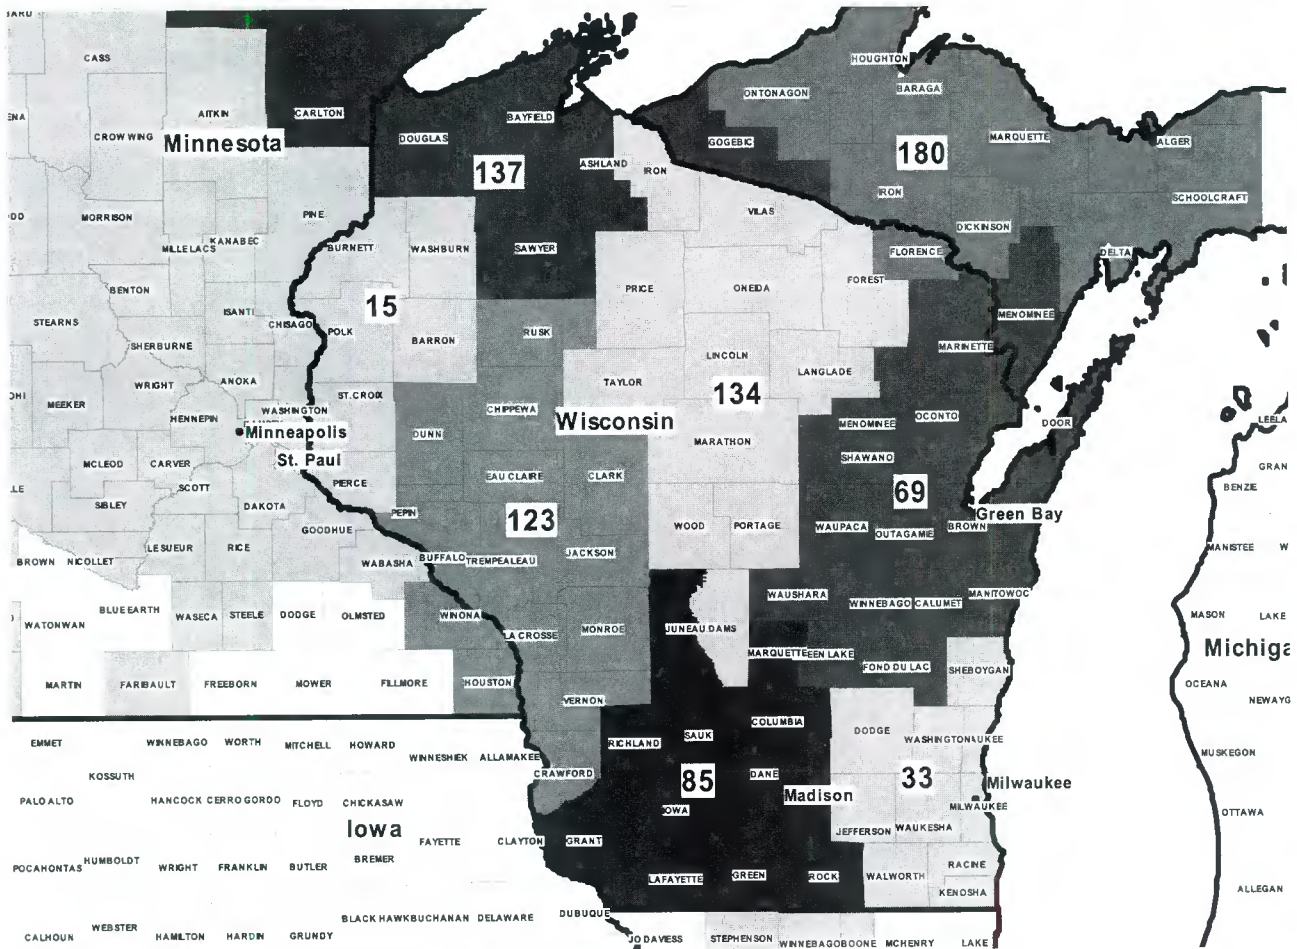 CASS
HOUGHTON
ONTONAGON
BARAGA
AITKIN
CARLTON
BAYFIELD
CROW WING
DOUGLAS
MARQUETTE
Minnesota
GOGEBIC
180
ALGER
137
ASHLAND
IRON
IRON
SCHOOLCRAFT
MORRISON
PINE
VILAS
DICKINSON
MILLE LACS
KANABEC
BURNETT
WASHBURN
SAWYER
FLORENCE
DELTA
BENTON
PRICE
ONEIDA
FOREST
15
ISANTI
CHISAGO
MENOMINEE
STEARNS
POLK
RUSK
SHERBURNE
BARRON
MARINETTE
LINCOLN
WRIGHT
ANOKA
TAYLOR
LANGLADE
MEEKER
ST.CROIX
134
HENNEPIN
WASHINGTON
CHIPPEWA
Wisconsin
OCONTO
Minneapolis
DUNN
MENOMINEE
DOOR
MARATHON
St. Paul
SHAWANO
MCLEOD
CARVER
PIERCE
EAU CLAIRE
CLARK
GRAN
SCOTT
69
BENZIE
SIBLEY
DAKOTA
PEPIN
123
Green Bay
GOODHUE
WOOD
PORTAGE
WAUPACA
OUTAGAMIE
BROWN
LESUEUR
RICE
BROWN
NICOLLET
WABASHA
BUFFALO
TREMPEALEAU
JACKSON
MANISTEE
W
WAUSHARA
WINNEBAGO
CALUMET
MANITOWOC
BLUE EARTH
WASECA
STEELE
DODGE
OLMSTED
WINONA
MASON
LAKE
WATONWAN
LA CROSSE
MONROE
JUNEAU
DAMS
MARQUETTE
EEN LAKE
FOND DU LAC
SHEBOYGAN
Michiga
MARTIN
FARIBAULT
FREEBORN
MOWER
FILLMORE
HOUSTON
OCEANA
VERNON
NEWAYG
COLUMBIA
EMMET
WINNEBAGO
WORTH
MITCHELL
HOWARD
WINNESHIEK
ALLAMAKEE
RICHLAND
SAUK
DODGE
WASHINGTON
AUKEE
MUSKEGON
KOSSUTH
CRAWFORD
85
DANE
33
Milwaukee
PALO ALTO
HANCOCK
CERRO GORDO
FLOYD
CHICKASAW
IOWA
Madison
MILWAUKEE
OTTAWA
Iowa
FAYETTE
CLAYTON
GRANT
JEFFERSON
WAUKESHA
POCAHONTAS
HUMBOLDT
WRIGHT
FRANKLIN
BUTLER
BREMER
LAFAYETTE
GREEN
ROCK
WALWORTH
RACINE
KENOSHA
ALLEGAN
CALHOUN
WEBSTER
HAMILTON
HARDIN
GRUNDY
BLACK HAWK
BUCHANAN
DELAWARE
DUBUQUE
JO DAVIESS
STEPHENSON
WINNEBAGO
BOONE
MCHENRY
LAKE